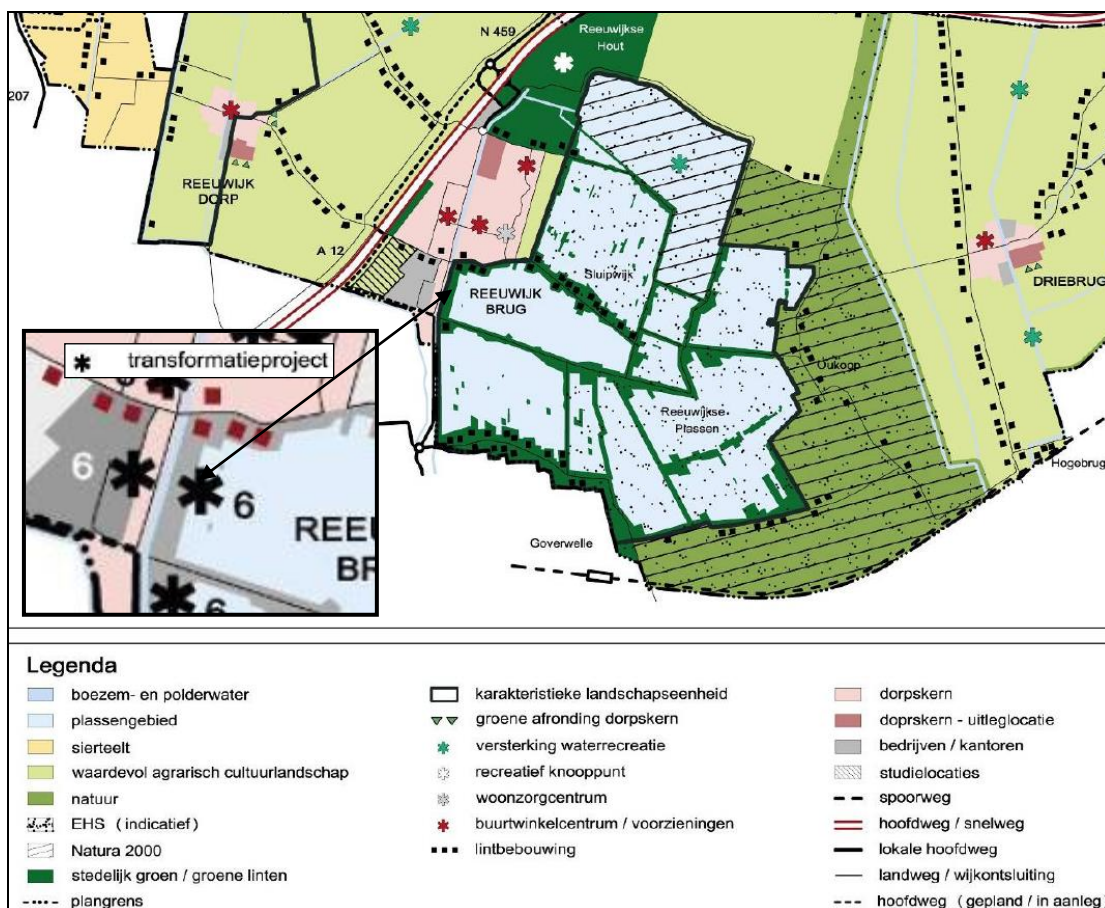 N 459
Reeuwijkse
Hout
207
REEUWIJK
DORP
A 12
Sluipwijk
DRIEBRUG
REEUWIJK
BRUG
Oukoop
Reeuwijkse
Plassen
Hogebrug
Goverwelle
transformatieproject
6
6
6
REEU
BR
Legenda
boezem- en polderwater
plassengebied
sierteelt
waardevol agrarisch cultuurlandschap
natuur
EHS ( indicatief )
Natura 2000
stedelijk groen / groene linten
plangrens
karakteristieke landschapseenheid
groene afronding dorpskern
versterking waterrecreatie
recreatief knooppunt
woonzorgcentrum
buurtwinkelcentrum / voorzieningen
lintbebouwing
dorpskern
doprskern - uitleglocatie
bedrijven / kantoren
studielocaties
spoorweg
hoofdweg / snelweg
lokale hoofdweg
landweg / wijkontsluiting
hoofdweg ( gepland / in aanleg )